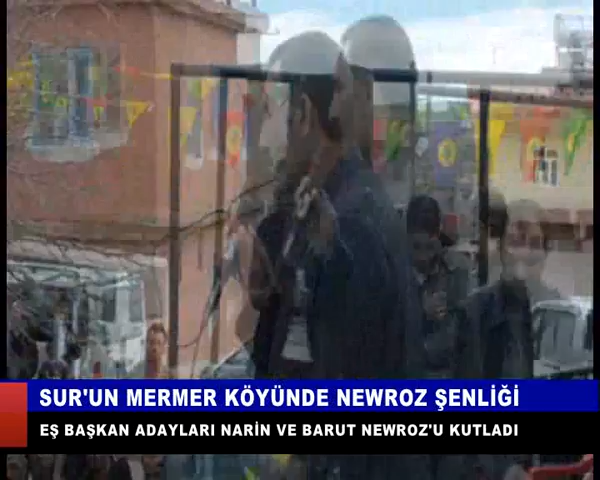 SUR'UN MERMER KÖYÜNDE NEWROZ ŞENLİĞİ
EŞ BAŞKAN ADAYLARI NARİN VE BARUT NEWROZ'U KUTLADI